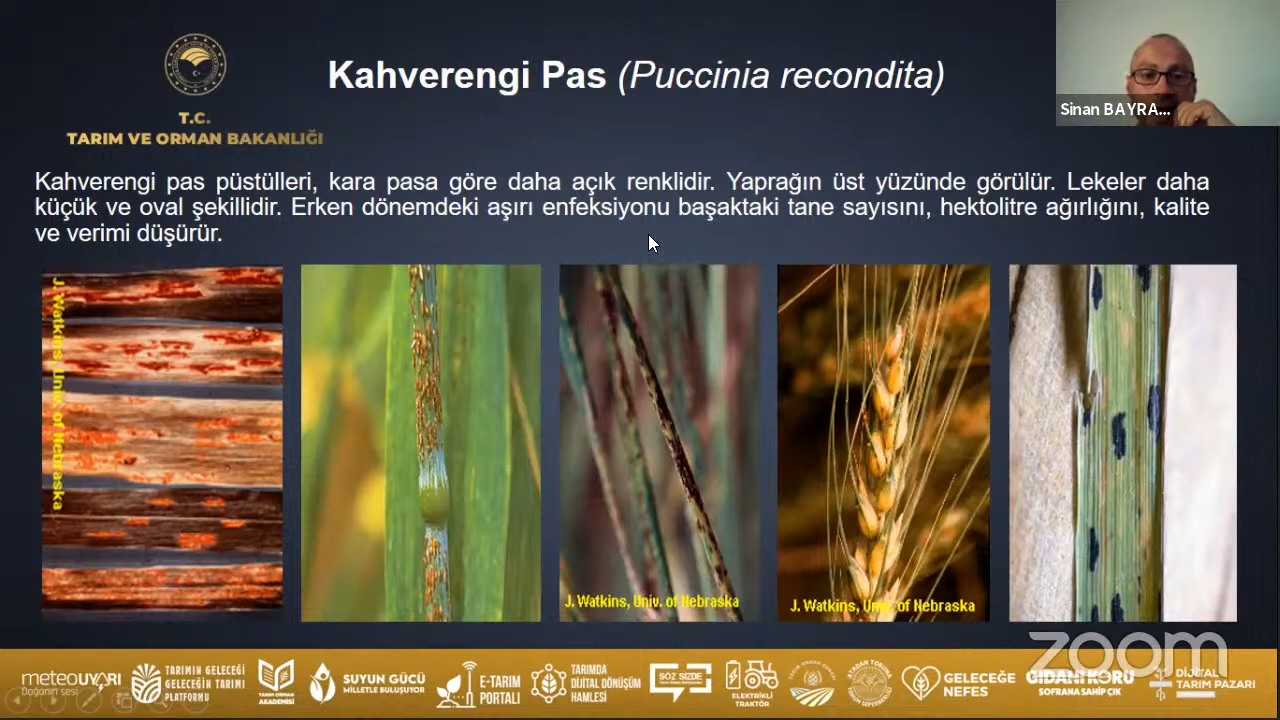 Kahverengi Pas (Puccinia recondita)
Sinan BAYRA...
T.C.
TARIM VE ORMAN BAKANLIĞI
Kahverengi pas püstülleri, kara pasa göre daha açık renklidir. Yaprağın üst yüzünde görülür. Lekeler daha
küçük ve oval şekillidir. Erken dönemdeki aşırı enfeksiyonu başaktaki tane sayısını, hektolitre ağırlığını, kalite
ve verimi düşürür.
J. Watkins, Univ. of Nebraska
J. Watkins, Univ. of Nebraska
J. Watkins, Univ. of Nebraska
zoom
meteoUYARI
Doğanın sesi
TARIMIN GELECEĞİ
GELECEĞİN TARIMI
PLATFORMU
TARIM ORMAN
AKADEMİSİ
SUYUN GÜCÜ
MİLLETLE BULUŞUYOR
E-TARIM
PORTALI
TARIMDA
DİJİTAL DÖNÜŞÜM
HAMLESİ
SÖZ SİZDE
ELEKTRİKLİ
TRAKTÖR
GELECEĞE
NEFES
GIDANI KORU
SOFRANA SAHİP ÇIK
DİJİTAL
TARIM PAZARI